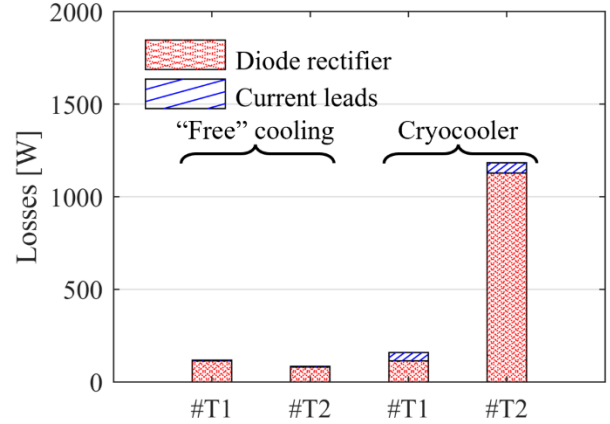 2000
1500
1000
500
0
Losses [W]
Diode rectifier
Current leads
“Free” cooling
Cryocooler
#T1
#T2
#T1
#T2